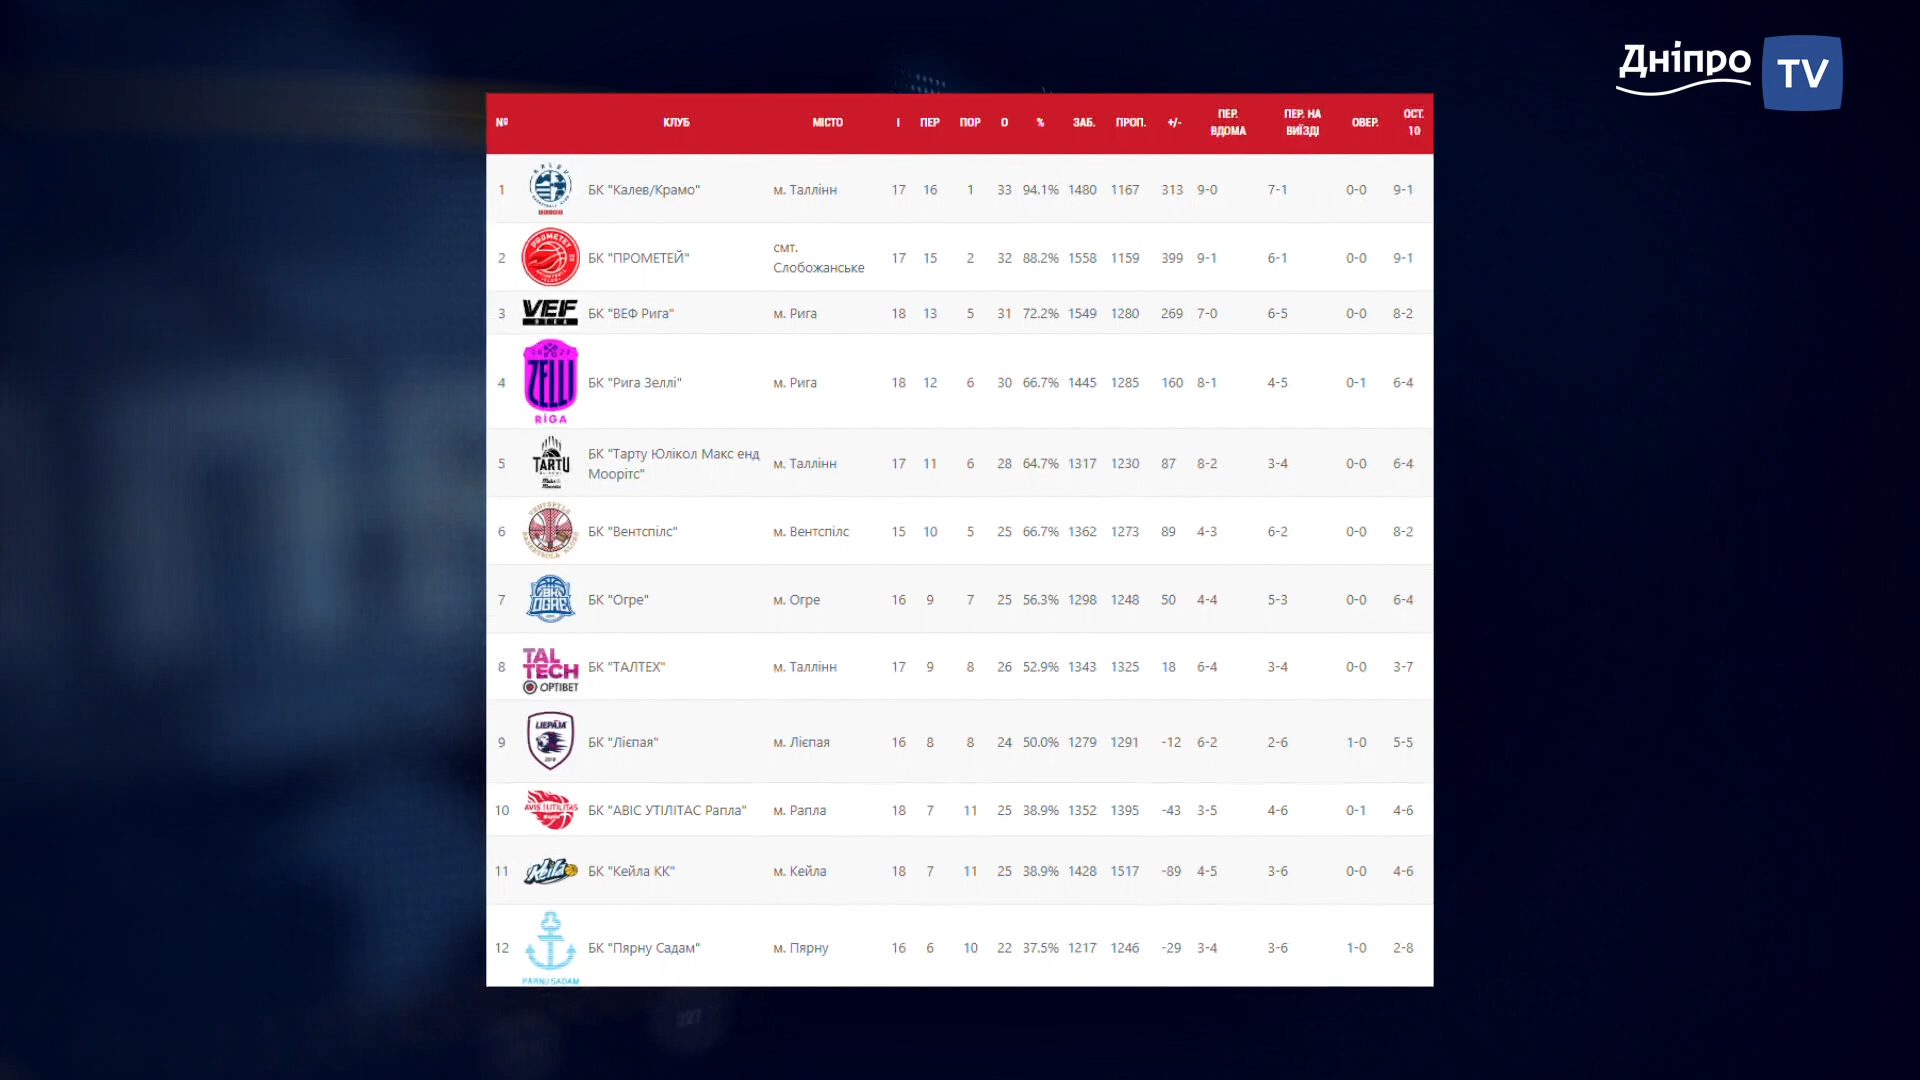 Дніпро TV
№ КЛУБ МІСТО І ПЕР ПОР О % ЗАБ. ПРОП. +/- ПЕР. ВДОМА ПЕР. НА ВИЇЗДІ ОВЕР. ОСТ. 10
1 БК "Калев/Крамо" м. Таллінн 17 16 1 33 94.1% 1480 1167 313 9-0 7-1 0-0 9-1
PROMETEY
2 БК "ПРОМЕТЕЙ" смт. Слобожанське 17 15 2 32 88.2% 1558 1159 399 9-1 6-1 0-0 9-1
VEF
3 БК "ВЕФ Рига" м. Рига 18 13 5 31 72.2% 1549 1280 269 7-0 6-5 0-0 8-2
ZELLI
RĪGA
4 БК "Рига Зеллі" м. Рига 18 12 6 30 66.7% 1445 1285 160 8-1 4-5 0-1 6-4
TARTU
5 БК "Тарту Юлікол Макс енд Моорітс" м. Таллінн 17 11 6 28 64.7% 1317 1230 87 8-2 3-4 0-0 6-4
6 БК "Вентспілс" м. Вентспілс 15 10 5 25 66.7% 1362 1273 89 4-3 6-2 0-0 8-2
BK
OGRE
7 БК "Огре" м. Огре 16 9 7 25 56.3% 1298 1248 50 4-4 5-3 0-0 6-4
TAL
TECH
OPTIBET
8 БК "ТАЛТЕХ" м. Таллінн 17 9 8 26 52.9% 1343 1325 18 6-4 3-4 0-0 3-7
LIEPĀJA
9 БК "Лієпая" м. Лієпая 16 8 8 24 50.0% 1279 1291 -12 6-2 2-6 1-0 5-5
AVIS UTILITAS
10 БК "АВІС УТІЛІТАС Рапла" м. Рапла 18 7 11 25 38.9% 1352 1395 -43 3-5 4-6 0-1 4-6
Keila
11 БК "Кейла КК" м. Кейла 18 7 11 25 38.9% 1428 1517 -89 4-5 3-6 0-0 4-6
PÄRNU SADAM
12 БК "Пярну Садам" м. Пярну 16 6 10 22 37.5% 1217 1246 -29 3-4 3-6 1-0 2-8